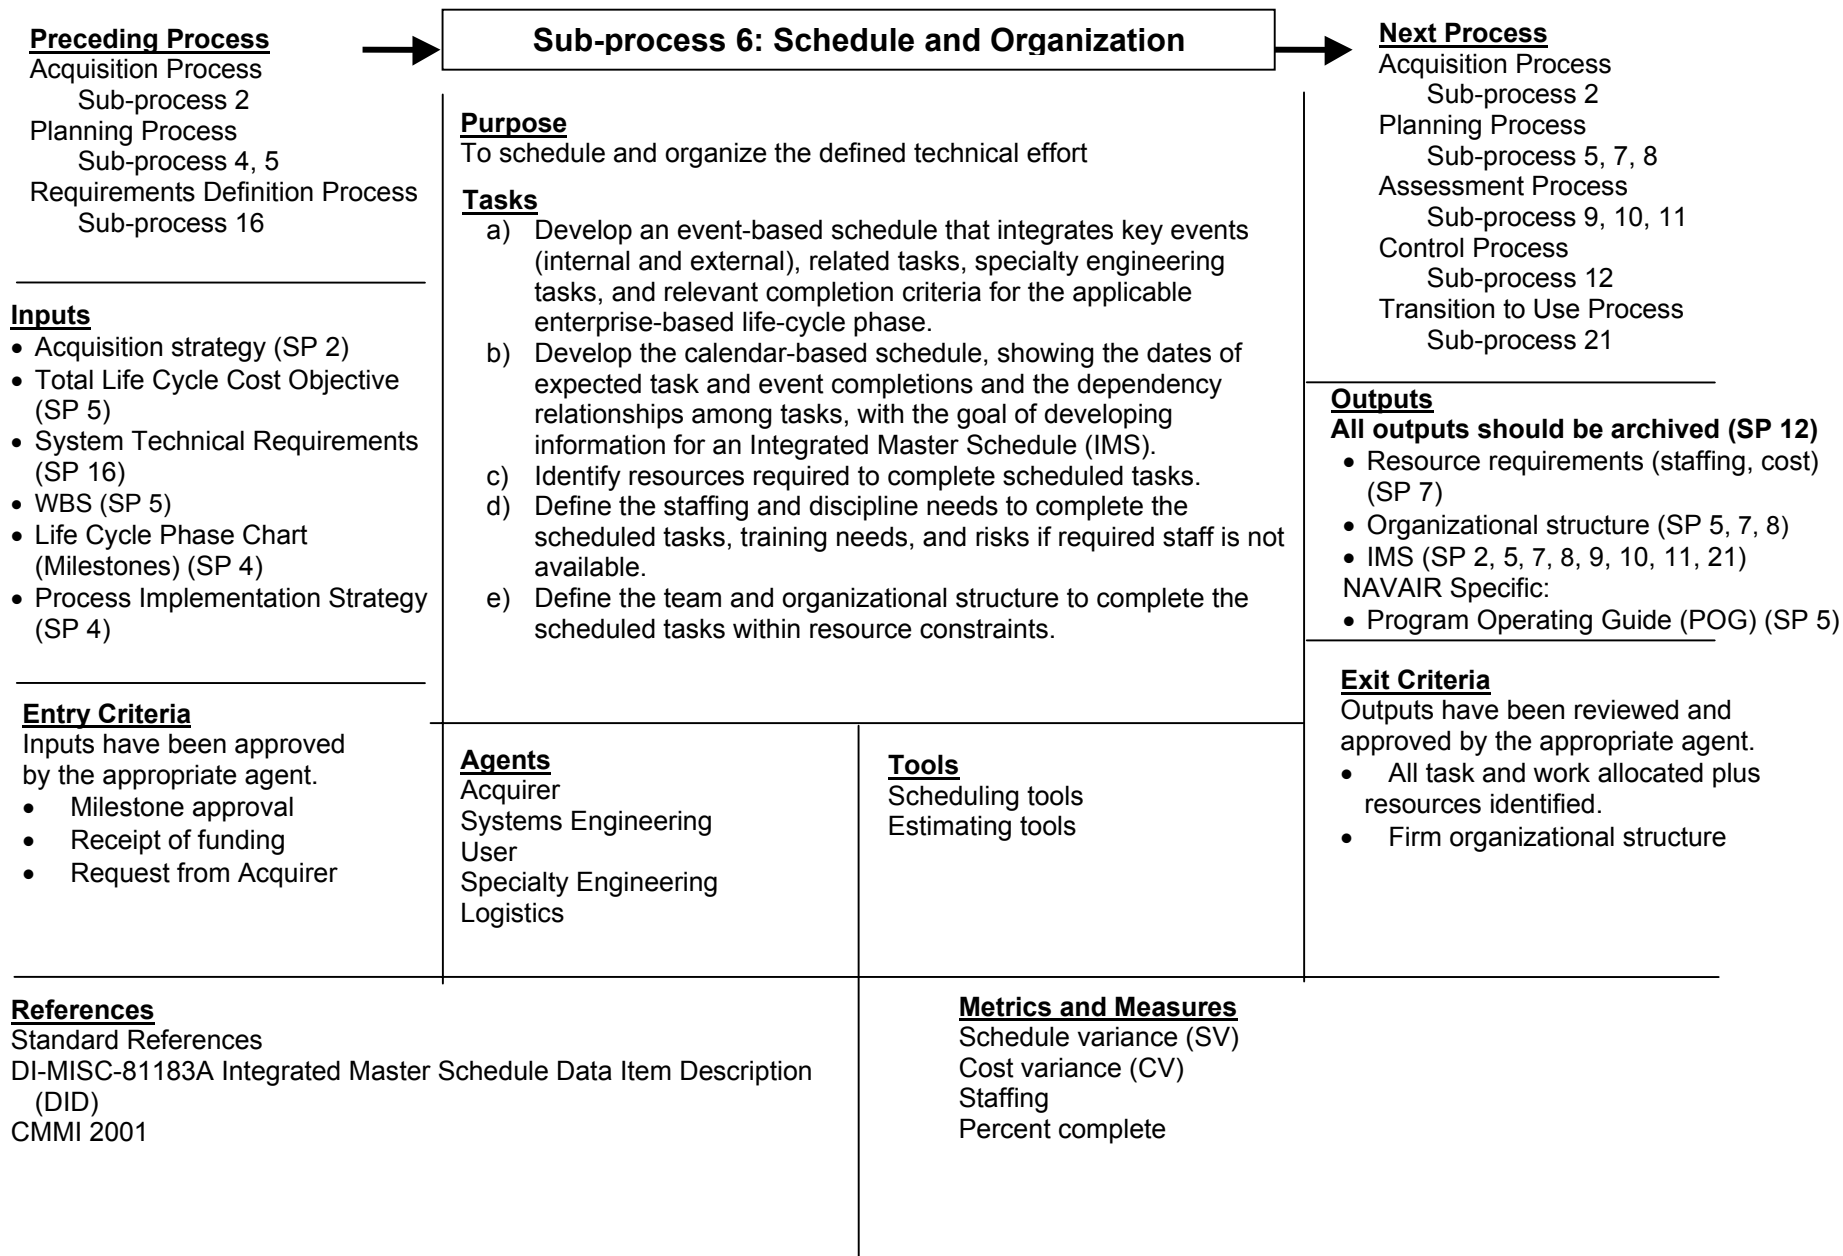 Preceding Process
Acquisition Process
Sub-process 2
Planning Process
Sub-process 4, 5
Requirements Definition Process
Sub-process 16
Inputs
• Acquisition strategy (SP 2)
• Total Life Cycle Cost Objective
(SP 5)
• System Technical Requirements
(SP 16)
• WBS (SP 5)
• Life Cycle Phase Chart
(Milestones) (SP 4)
• Process Implementation Strategy
(SP 4)
Entry Criteria
Inputs have been approved
by the appropriate agent.
• Milestone approval
• Receipt of funding
• Request from Acquirer
Sub-process 6: Schedule and Organization
Purpose
To schedule and organize the defined technical effort
Tasks
a) Develop an event-based schedule that integrates key events
(internal and external), related tasks, specialty engineering
tasks, and relevant completion criteria for the applicable
enterprise-based life-cycle phase.
b) Develop the calendar-based schedule, showing the dates of
expected task and event completions and the dependency
relationships among tasks, with the goal of developing
information for an Integrated Master Schedule (IMS).
c) Identify resources required to complete scheduled tasks.
d) Define the staffing and discipline needs to complete the
scheduled tasks, training needs, and risks if required staff is not
available.
e) Define the team and organizational structure to complete the
scheduled tasks within resource constraints.
Agents
Acquirer
Systems Engineering
User
Specialty Engineering
Logistics
Tools
Scheduling tools
Estimating tools
Next Process
Acquisition Process
Sub-process 2
Planning Process
Sub-process 5, 7, 8
Assessment Process
Sub-process 9, 10, 11
Control Process
Sub-process 12
Transition to Use Process
Sub-process 21
Outputs
All outputs should be archived (SP 12)
• Resource requirements (staffing, cost)
(SP 7)
• Organizational structure (SP 5, 7, 8)
• IMS (SP 2, 5, 7, 8, 9, 10, 11, 21)
NAVAIR Specific:
• Program Operating Guide (POG) (SP 5)
Exit Criteria
Outputs have been reviewed and
approved by the appropriate agent.
• All task and work allocated plus
resources identified.
• Firm organizational structure
References
Standard References
DI-MISC-81183A Integrated Master Schedule Data Item Description
(DID)
CMMI 2001
Metrics and Measures
Schedule variance (SV)
Cost variance (CV)
Staffing
Percent complete